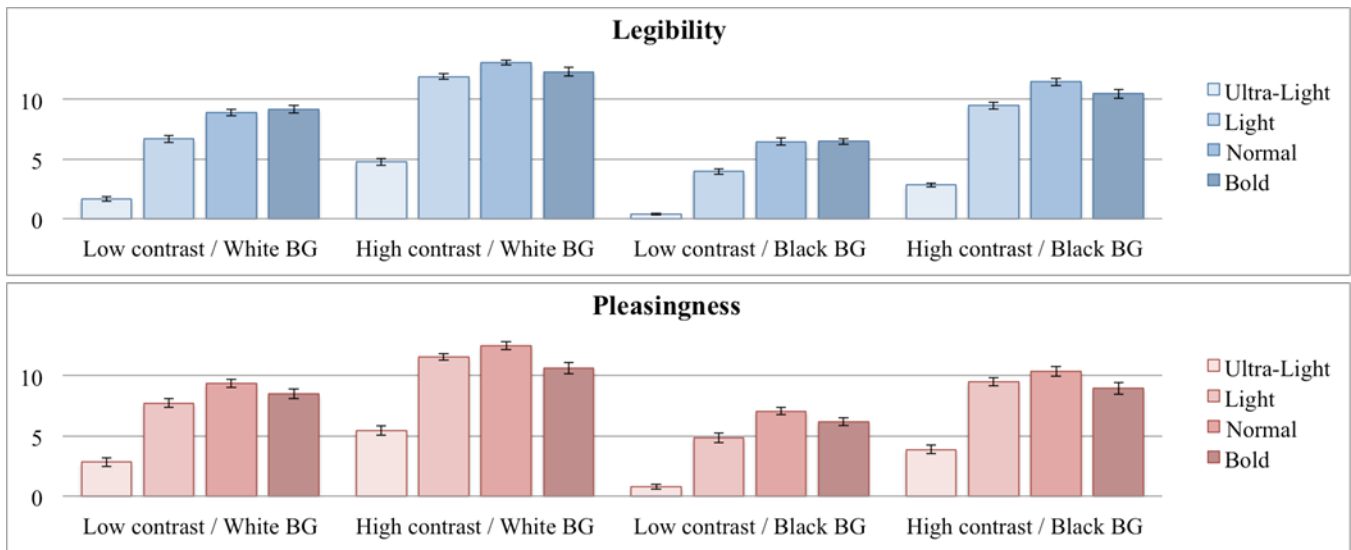 Legibility
10
5
0
Low contrast / White BG
High contrast / White BG
Low contrast / Black BG
High contrast / Black BG
Ultra-Light
Light
Normal
Bold
Pleasingness
10
5
0
Low contrast / White BG
High contrast / White BG
Low contrast / Black BG
High contrast / Black BG
Ultra-Light
Light
Normal
Bold